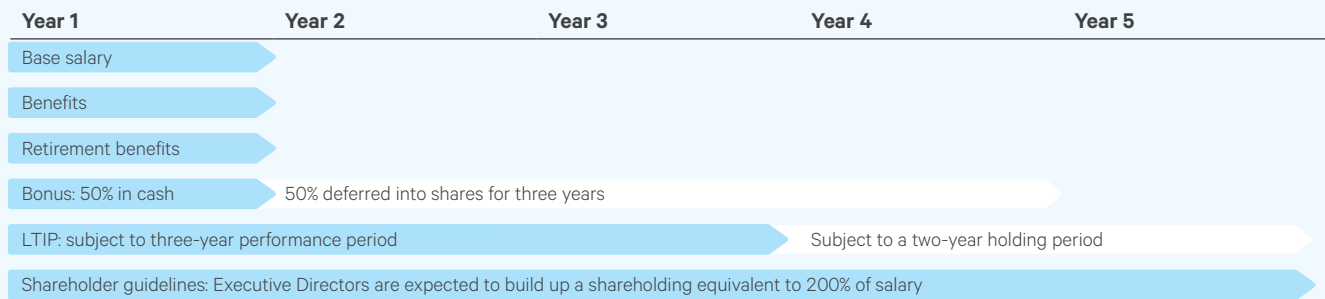 Year 1 Year 2 Year 3 Year 4 Year 5
Base salary
Benefits
Retirement benefits
Bonus: 50% in cash 50% deferred into shares for three years
LTIP: subject to three-year performance period Subject to a two-year holding period
Shareholder guidelines: Executive Directors are expected to build up a shareholding equivalent to 200% of salary